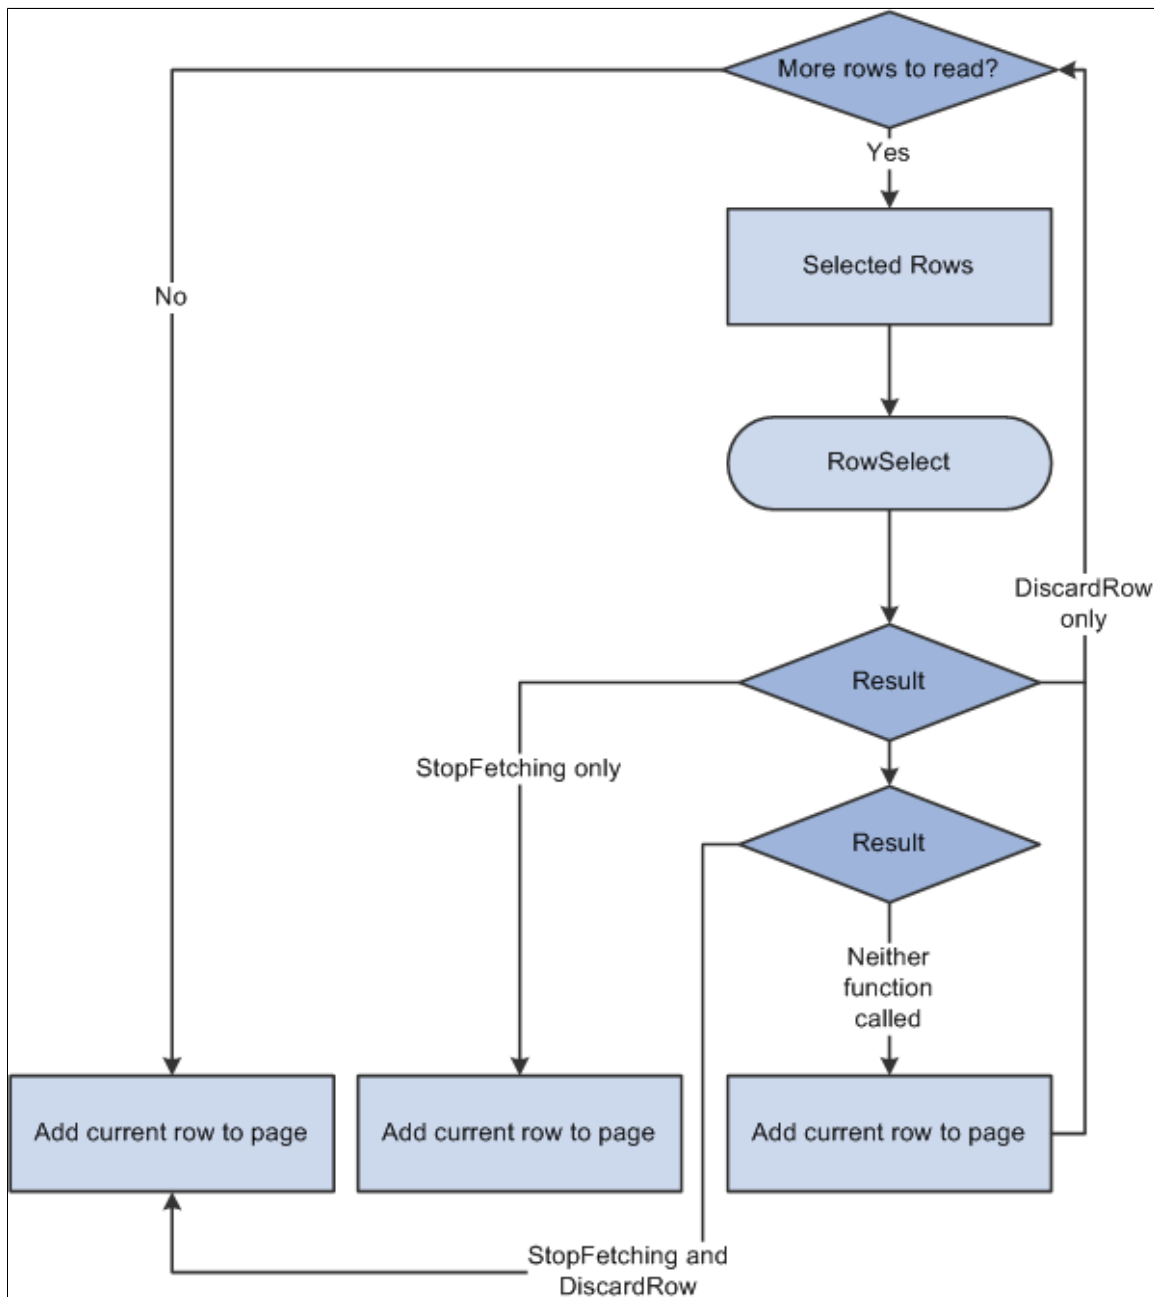 More rows to read?
Yes
Selected Rows
No
RowSelect
DiscardRow
only
Result
StopFetching only
Result
Neither
function
called
Add current row to page
Add current row to page
Add current row to page
StopFetching and
DiscardRow